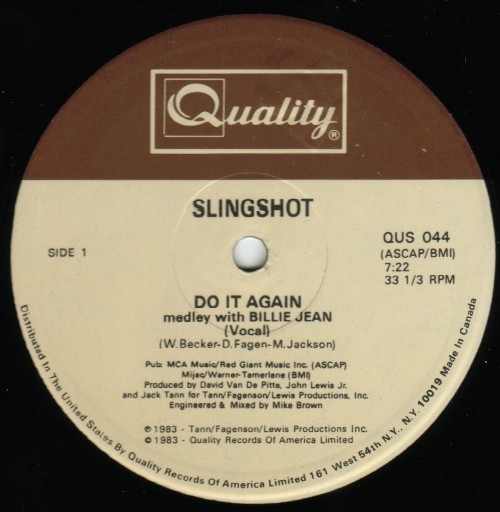 Quality®
SLINGSHOT
SIDE 1
QUS 044
(ASCAP/BMI)
7:22
33 1/3 RPM
DO IT AGAIN
medley with BILLIE JEAN
(Vocal)
(W.Becker-D.Fagen-M.Jackson)
Pub: MCA Music/Red Giant Music Inc. (ASCAP)
Mijac/Warner-Tamerlane (BMI)
Produced by David Van De Pitte, John Lewis Jr.
and Jack Tann for Tann/Fagenson/Lewis Productions, Inc.
Engineered & Mixed by Mike Brown
℗1983 - Tann/Fagenson/Lewis Productions Inc.
©1983 - Quality Records Of America Limited
Distributed In The United States By Quality Records Of America Limited 161 West 54th N.Y., N.Y. 10019 Made In Canada